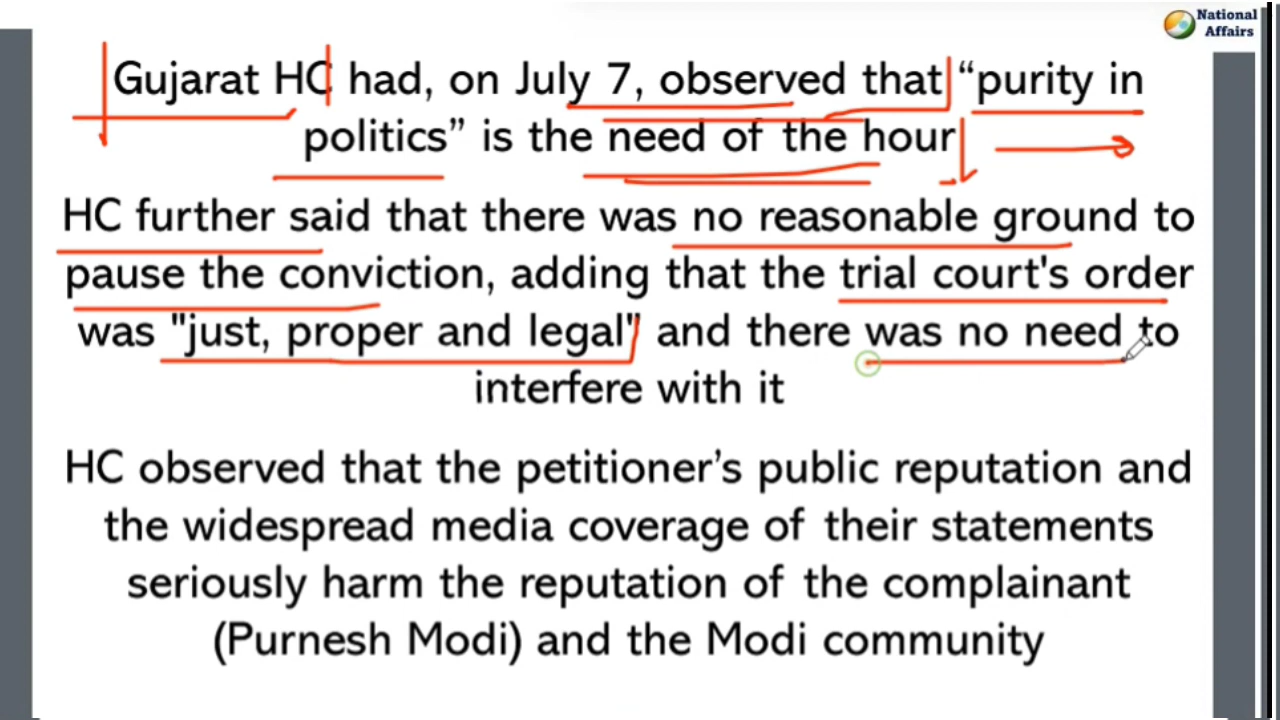 National
Affairs
Gujarat HC had, on July 7, observed that “purity in
politics” is the need of the hour
HC further said that there was no reasonable ground to
pause the conviction, adding that the trial court's order
was "just, proper and legal" and there was no need to
interfere with it
HC observed that the petitioner’s public reputation and
the widespread media coverage of their statements
seriously harm the reputation of the complainant
(Purnesh Modi) and the Modi community